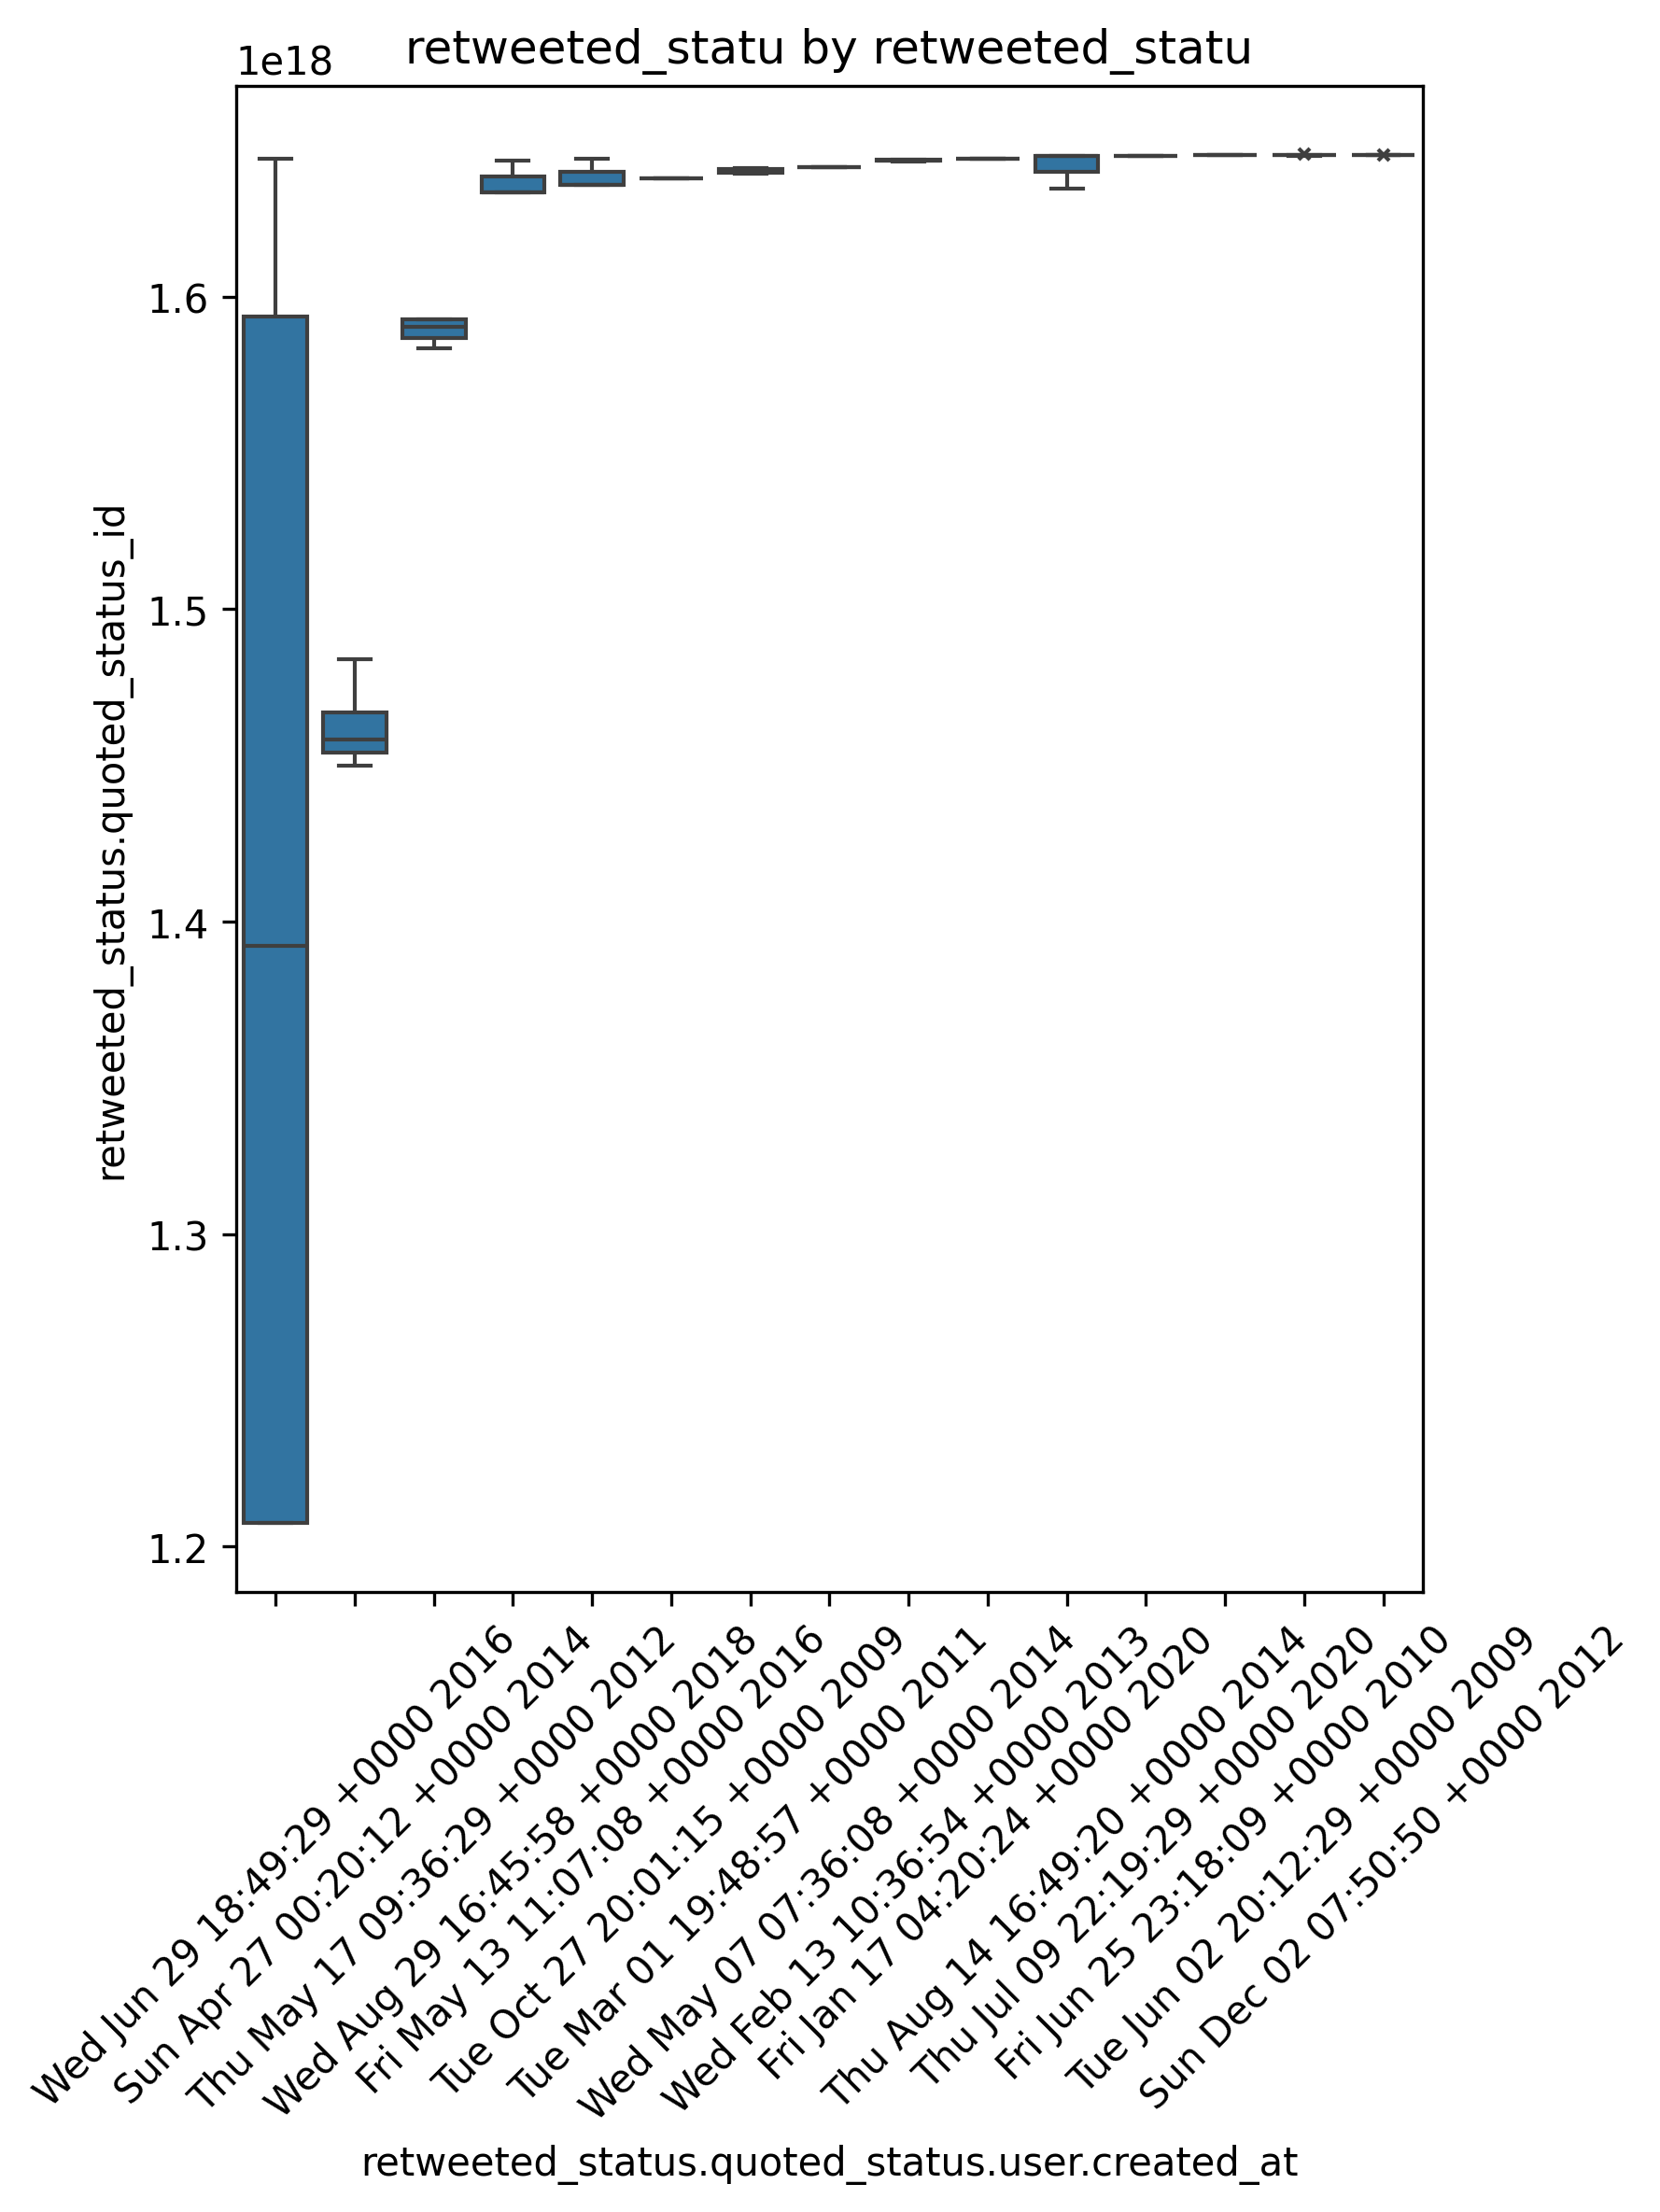 retweeted_statu by retweeted_statu
1e18
1.6
1.5
1.4
1.3
1.2
retweeted_status.quoted_status_id
Wed Jun 29 18:49:29 +0000 2016
Sun Apr 27 00:20:12 +0000 2014
Thu May 17 09:36:29 +0000 2012
Wed Aug 29 16:45:58 +0000 2018
Fri May 13 11:07:08 +0000 2016
Tue Oct 27 20:01:15 +0000 2009
Tue Mar 01 19:48:57 +0000 2011
Wed May 07 07:36:08 +0000 2014
Wed Feb 13 10:36:54 +0000 2013
Fri Jan 17 04:20:24 +0000 2020
Thu Aug 14 16:49:20 +0000 2014
Thu Jul 09 22:19:29 +0000 2020
Fri Jun 25 23:18:09 +0000 2010
Tue Jun 02 20:12:29 +0000 2009
Sun Dec 02 07:50:50 +0000 2012
retweeted_status.quoted_status.user.created_at